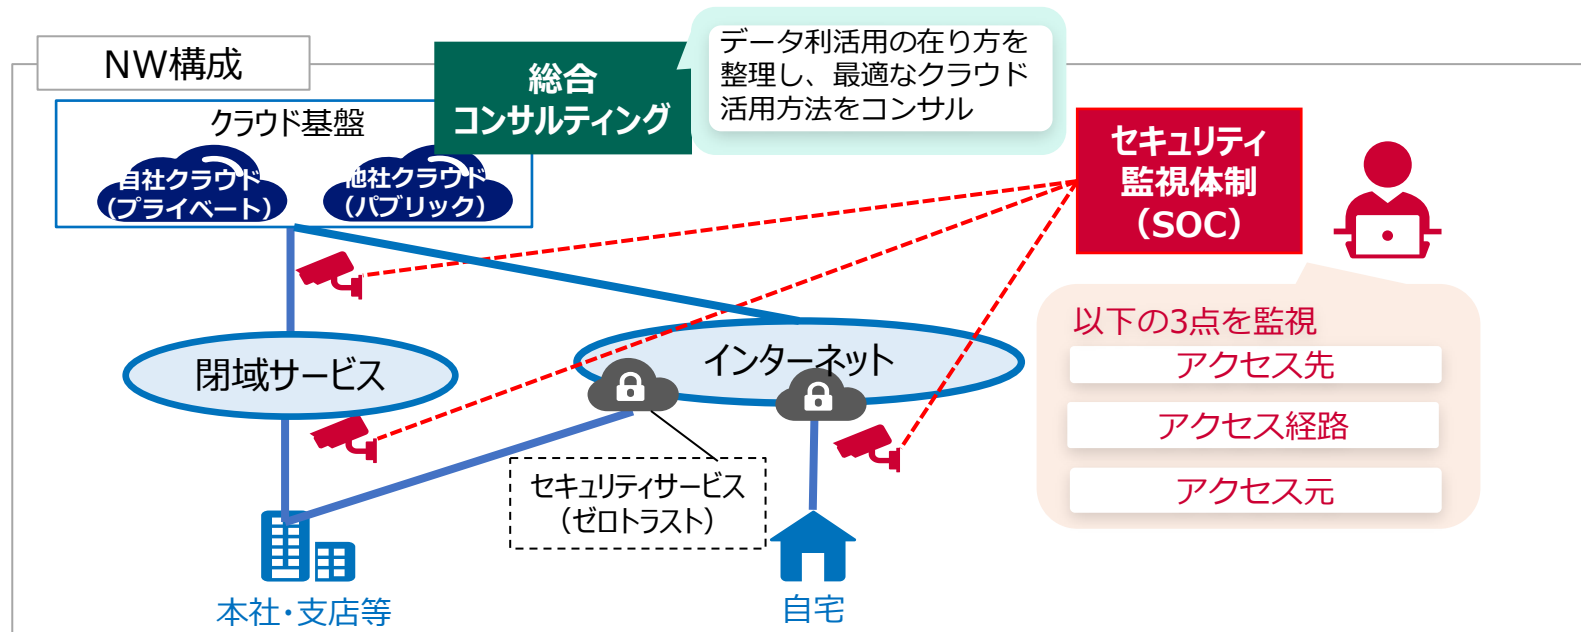 NW構成
総合
コンサルティング
データ利活用の在り方を
整理し、最適なクラウド
活用方法をコンサル
クラウド基盤
自社クラウド
(プライベート)
他社クラウド
(パブリック)
セキュリティ
監視体制
(SOC)
以下の3点を監視
アクセス先
アクセス経路
アクセス元
閉域サービス
インターネット
セキュリティサービス
(ゼロトラスト)
本社・支店等
自宅